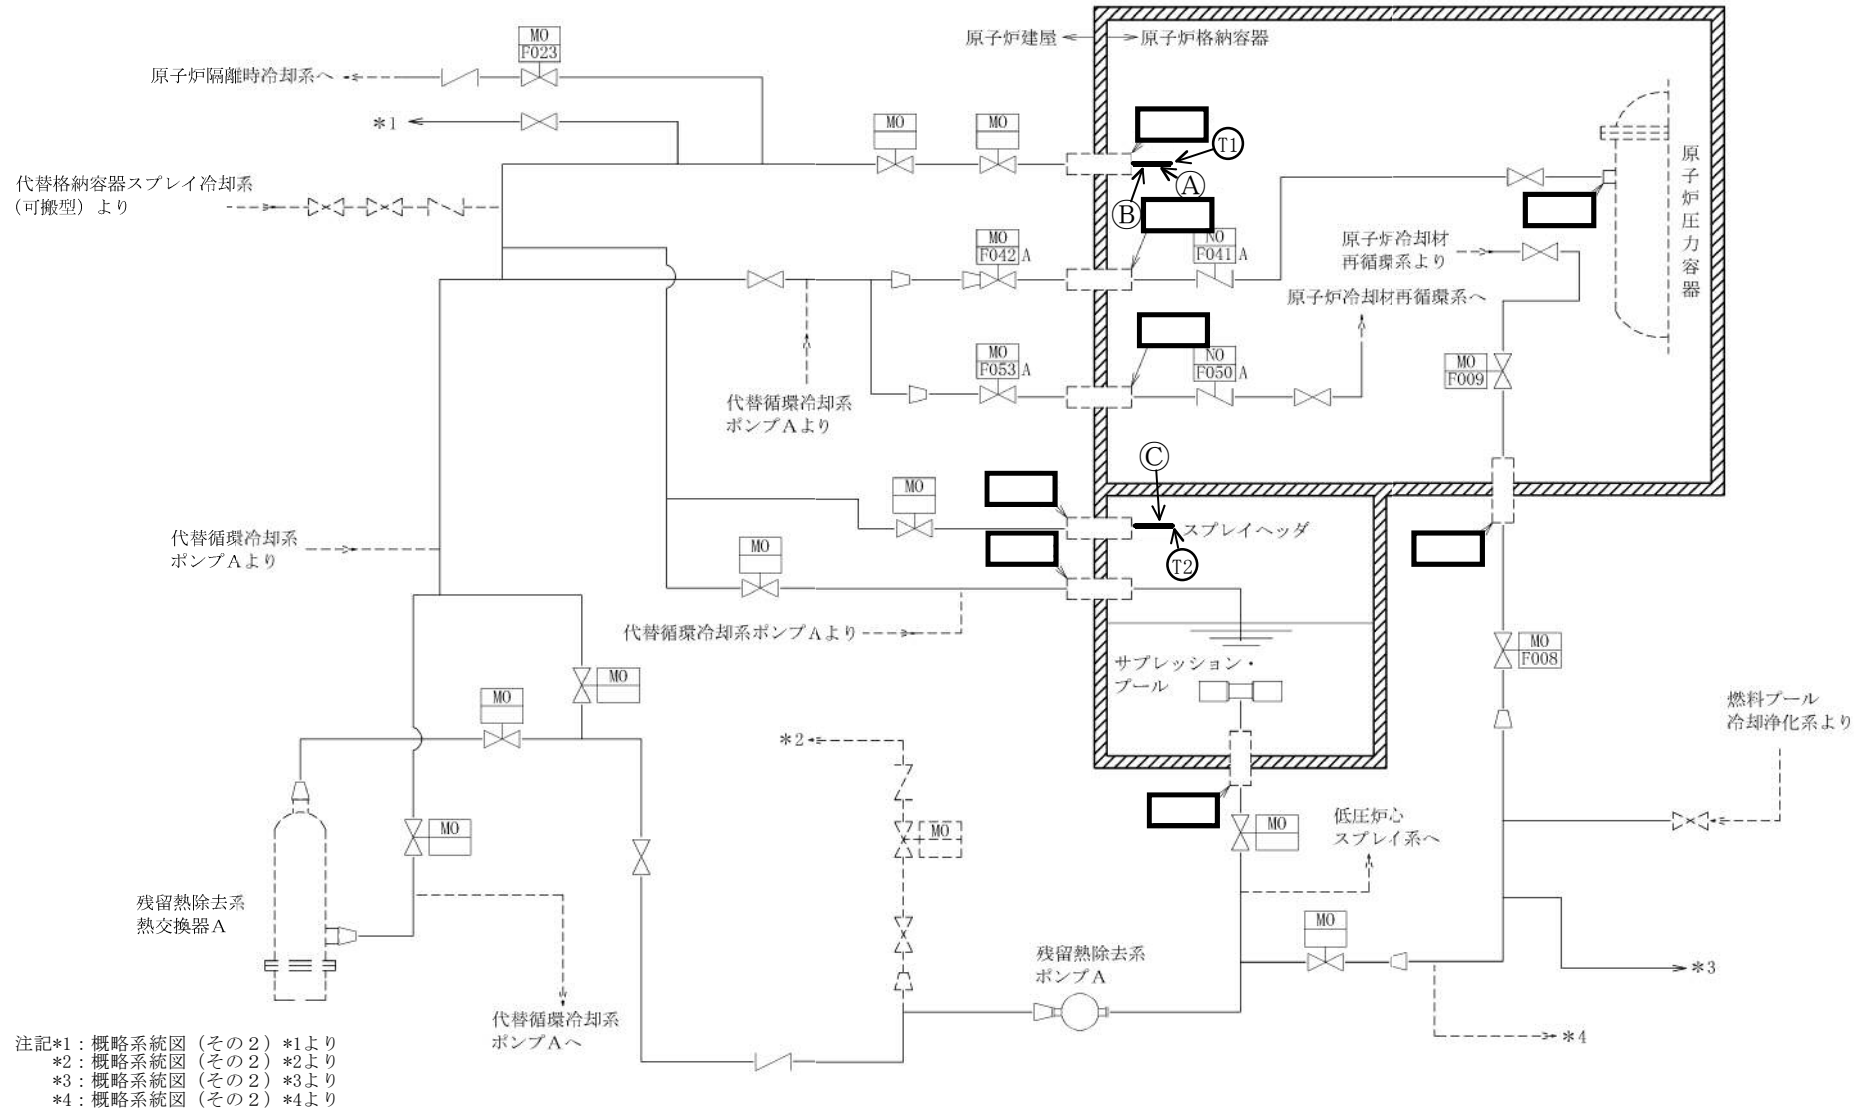 MO
F023
原子炉建屋
原子炉格納容器
原子炉隔離時冷却系へ
*1
MO
MO
T1
A
B
原子炉圧力容器
代替格納容器スプレイ冷却系
(可搬型)より
MO
F042 A
NO
F041 A
原子炉冷却材
再循環系より
原子炉冷却材再循環系へ
MO
F053 A
NO
F050 A
MO
F009
代替循環冷却系
ポンプAより
C
MO
スプレイヘッダ
T2
代替循環冷却系
ポンプAより
MO
代替循環冷却系ポンプAより
MO
F008
サプレッション・
プール
MO
MO
*2
燃料プール
冷却浄化系より
MO
MO
MO
低圧炉心
スプレイ系へ
残留熱除去系
熱交換器A
MO
残留熱除去系
ポンプA
*3
代替循環冷却系
ポンプAへ
*4
注記*1:概略系統図(その2)*1より
*2:概略系統図(その2)*2より
*3:概略系統図(その2)*3より
*4:概略系統図(その2)*4より